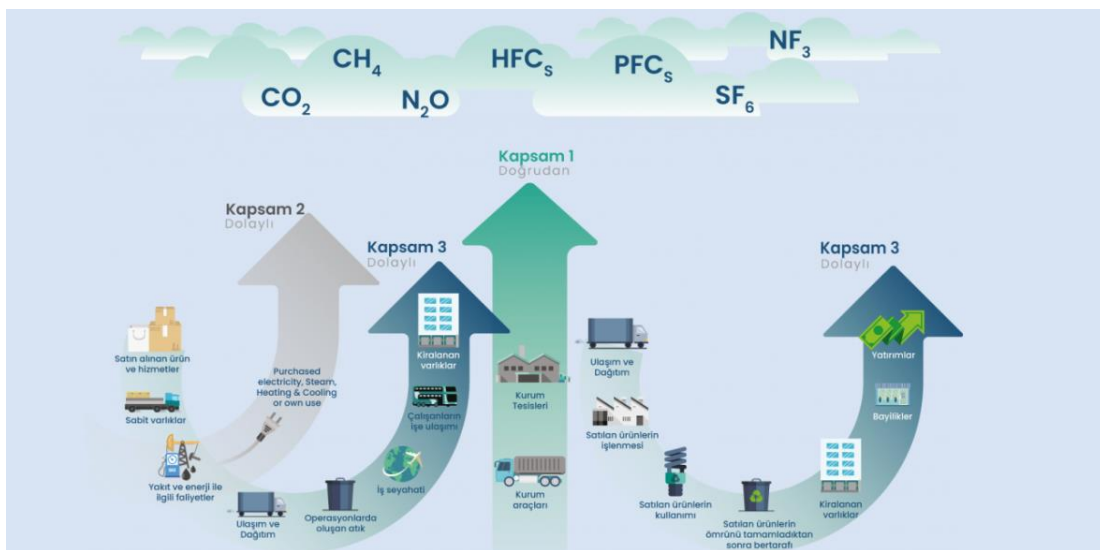 CO₂
CH₄
N₂O
HFCs
PFCs
SF₆
NF₃
Kapsam 2
Dolaylı
Kapsam 3
Dolaylı
Kapsam 1
Doğrudan
Kapsam 3
Dolaylı
Satın alınan ürün
ve hizmetler
Sabit varlıklar
Yakıt ve enerji ile
ilgili faliyetler
Purchased
electricity, Steam,
Heating & Cooling
or own use
Ulaşım ve
Dağıtım
Operasyonlarda
oluşan atık
İş seyahati
Çalışanların
işe ulaşımı
Kiralanan
varlıklar
Kurum
Tesisleri
Kurum
araçları
Ulaşım ve
Dağıtım
Satılan ürünlerin
işlenmesi
Satılan ürünlerin
kullanımı
Satılan ürünlerin
ömrünü tamamladıktan
sonra bertarafı
Kiralanan
varlıklar
Bayilikler
Yatırımlar